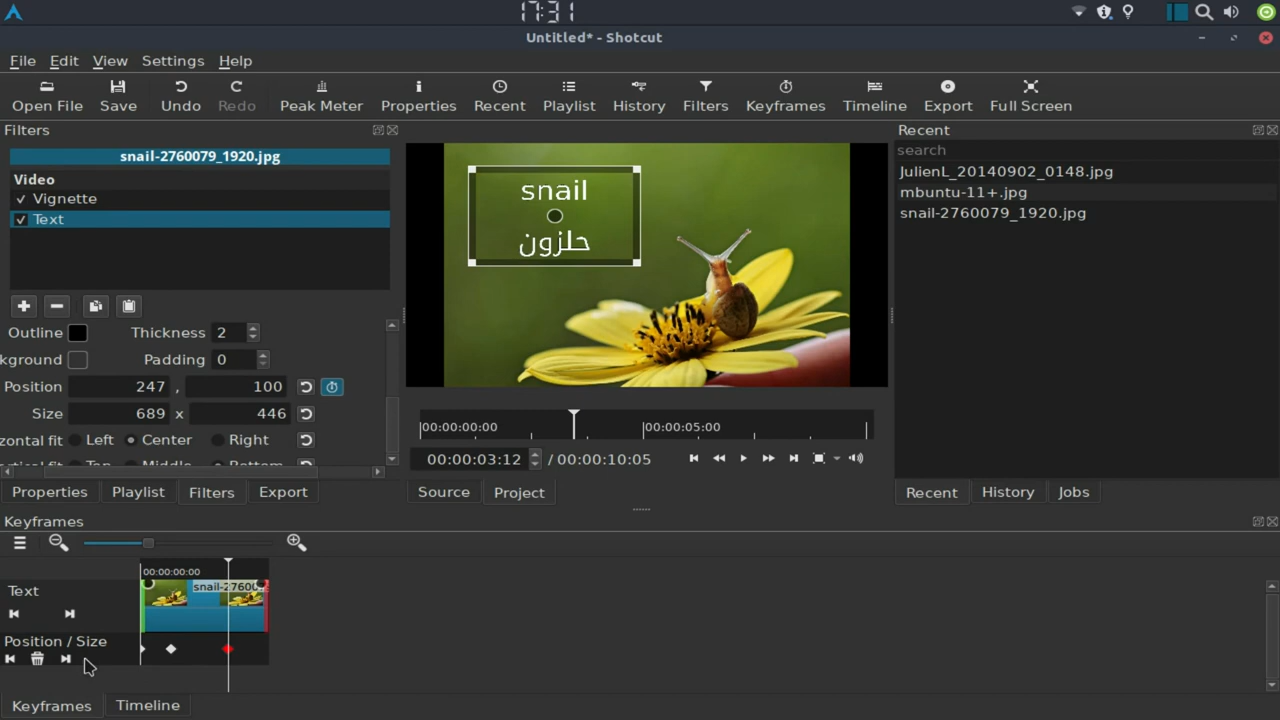 17:31
Untitled* - Shotcut
File Edit View Settings Help
Open File Save Undo Redo Peak Meter Properties Recent Playlist History Filters Keyframes Timeline Export Full Screen
Filters
snail-2760079_1920.jpg
Video
✓ Vignette
✓ Text
Outline Thickness 2
kground Padding 0
Position 247 , 100
Size 689 x 446
zontal fit Left Center Right
Middle Bottom
Properties Playlist Filters Export
snail
حلزون
00:00:00:00 00:00:05:00
00:00:03:12 / 00:00:10:05
Source Project
Recent
search
JulienL_20140902_0148.jpg
mbuntu-11+.jpg
snail-2760079_1920.jpg
Recent History Jobs
Keyframes
00:00:00:00
Text
snail-27600
Position / Size
Keyframes Timeline